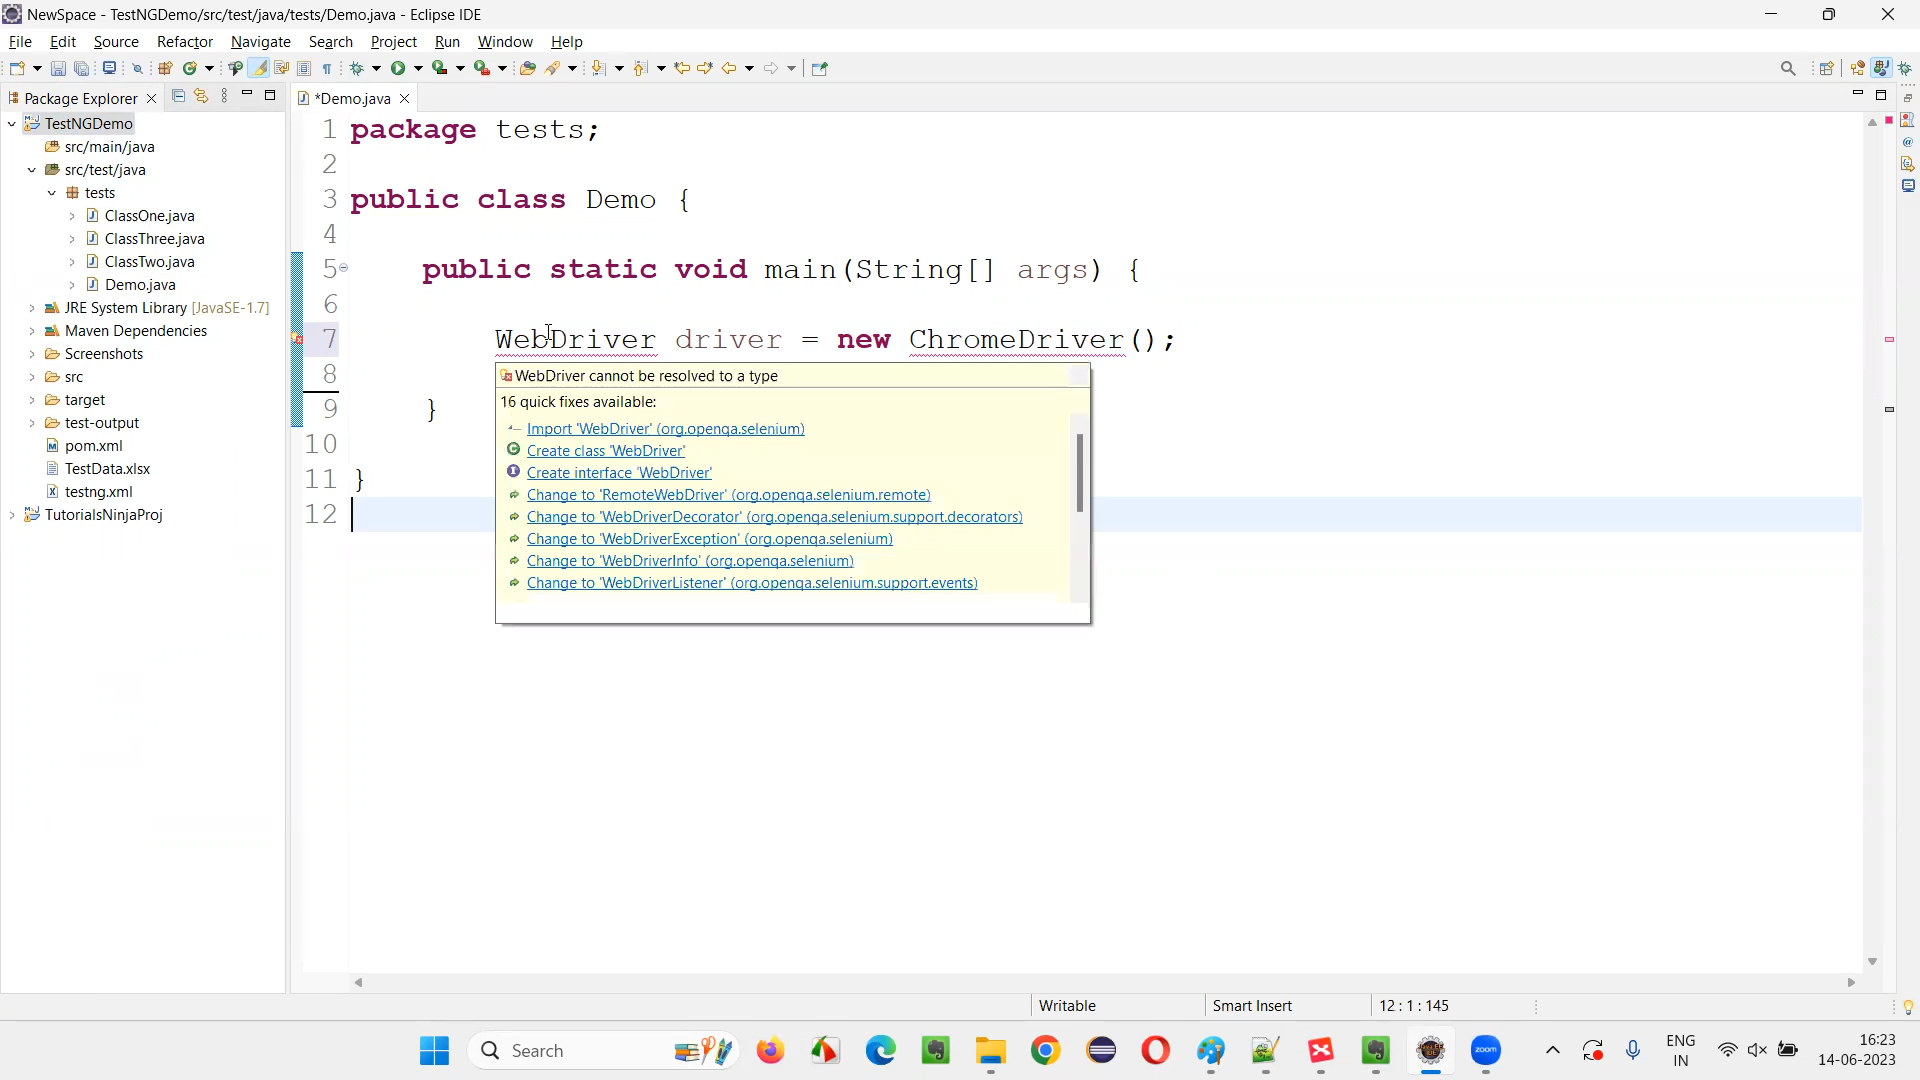 NewSpace - TestNGDemo/src/test/java/tests/Demo.java - Eclipse IDE
File Edit Source Refactor Navigate Search Project Run Window Help
Package Explorer
*Demo.java
TestNGDemo
src/main/java
src/test/java
tests
ClassOne.java
ClassThree.java
ClassTwo.java
Demo.java
JRE System Library [JavaSE-1.7]
Maven Dependencies
Screenshots
src
target
test-output
pom.xml
TestData.xlsx
testng.xml
TutorialsNinjaProj
1 package tests;
2
3 public class Demo {
4
5 public static void main(String[] args) {
6
7 WebDriver driver = new ChromeDriver();
8
9 }
10
11 }
12
WebDriver cannot be resolved to a type
16 quick fixes available:
Import 'WebDriver' (org.openqa.selenium)
Create class 'WebDriver'
Create interface 'WebDriver'
Change to 'RemoteWebDriver' (org.openqa.selenium.remote)
Change to 'WebDriverDecorator' (org.openqa.selenium.support.decorators)
Change to 'WebDriverException' (org.openqa.selenium)
Change to 'WebDriverInfo' (org.openqa.selenium)
Change to 'WebDriverListener' (org.openqa.selenium.support.events)
Writable Smart Insert 12 : 1 : 145
Search
zoom
ENG
IN
16:23
14-06-2023